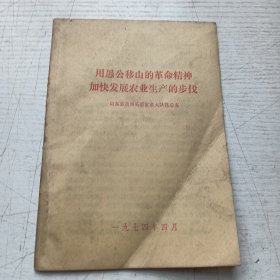 用愚公移山的革命精神
加快发展农业生产的步伐
一九七四年四月